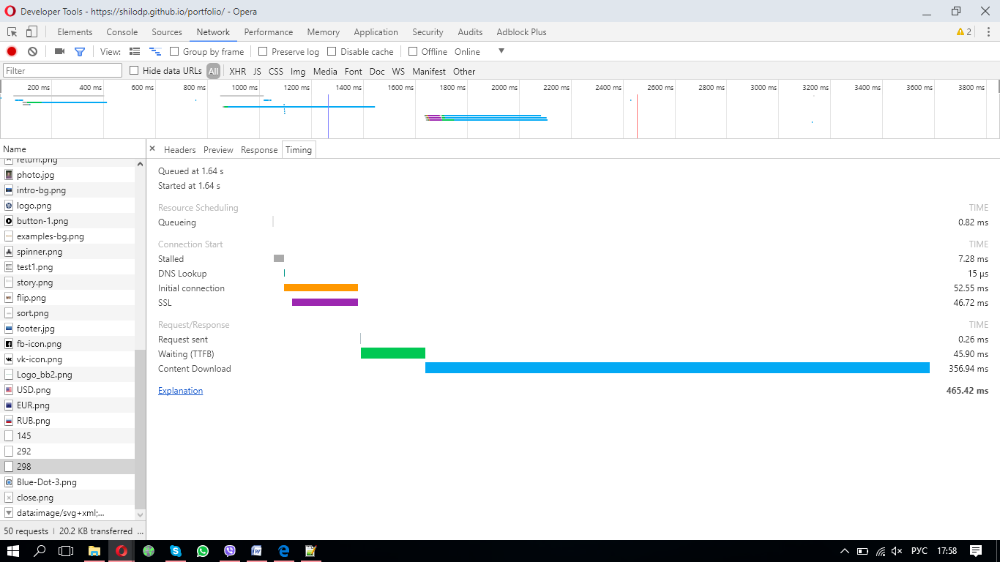 Developer Tools - https://shilodp.github.io/portfolio/ - Opera
Elements Console Sources Network Performance Memory Application Security Audits Adblock Plus 2
View: Group by frame Preserve log Disable cache Offline Online
Filter Hide data URLs All XHR JS CSS Img Media Font Doc WS Manifest Other
200 ms 400 ms 600 ms 800 ms 1000 ms 1200 ms 1400 ms 1600 ms 1800 ms 2000 ms 2200 ms 2400 ms 2600 ms 2800 ms 3000 ms 3200 ms 3400 ms 3600 ms 3800 ms
Name
return.png
photo.jpg
intro-bg.png
logo.png
button-1.png
examples-bg.png
spinner.png
test1.png
story.png
flip.png
sort.png
footer.jpg
fb-icon.png
vk-icon.png
Logo_bb2.png
USD.png
EUR.png
RUB.png
145
292
298
Blue-Dot-3.png
close.png
data:image/svg+xml;...
50 requests | 20.2 KB transferred ...
× Headers Preview Response Timing
Queued at 1.64 s
Started at 1.64 s
Resource Scheduling TIME
Queueing 0.82 ms
Connection Start TIME
Stalled 7.28 ms
DNS Lookup 15 µs
Initial connection 52.55 ms
SSL 46.72 ms
Request/Response TIME
Request sent 0.26 ms
Waiting (TTFB) 45.90 ms
Content Download 356.94 ms
Explanation 465.42 ms
РУС 17:58